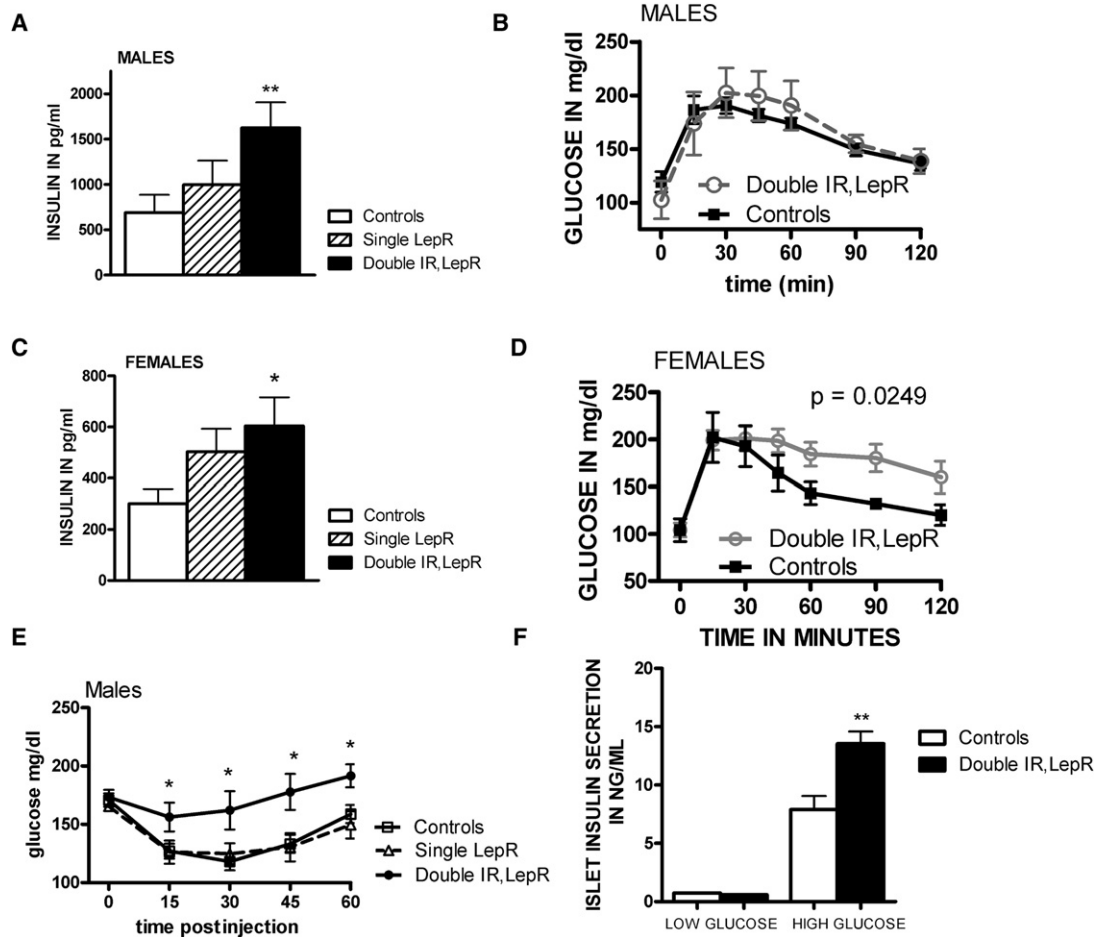 A
MALES
INSULIN IN pg/ml
2000
1500
1000
500
0
**
Controls
Single LepR
Double IR,LepR
B
MALES
GLUCOSE IN mg/dl
250
200
150
100
Double IR,LepR
Controls
0 30 60 90 120
time (min)
C
FEMALES
INSULIN IN pg/ml
800
600
400
200
0
*
Controls
Single LepR
Double IR,LepR
D
FEMALES
GLUCOSE IN mg/dl
250
200
150
100
50
p = 0.0249
Double IR,LepR
Controls
0 30 60 90 120
TIME IN MINUTES
E
Males
glucose mg/dl
250
200
150
100
* * * *
Controls
Single LepR
Double IR,LepR
0 15 30 45 60
time postinjection
F
ISLET INSULIN SECRETION
IN NG/ML
20
15
10
5
0
**
Controls
Double IR,LepR
LOW GLUCOSE HIGH GLUCOSE